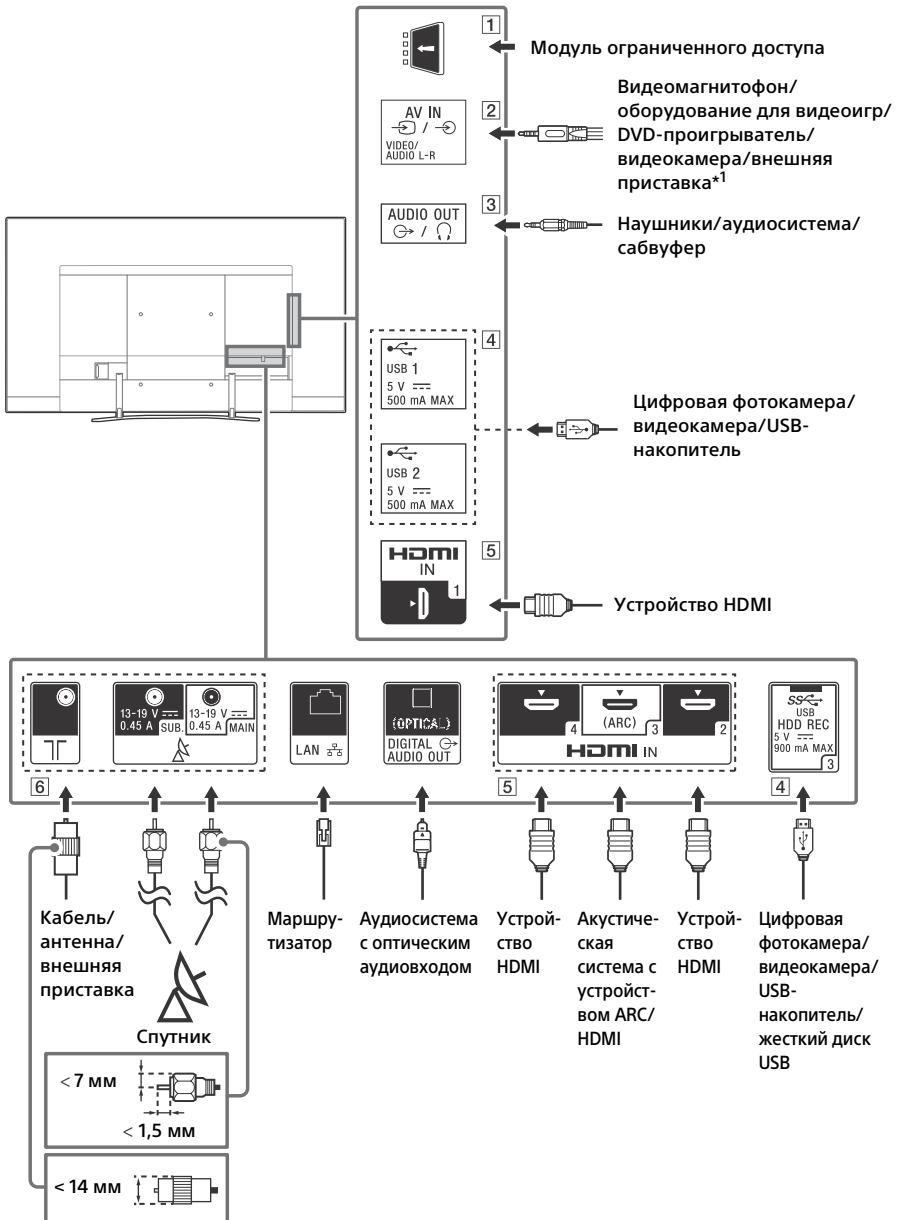 1
Модуль ограниченного доступа
AV IN
/
VIDEO/
AUDIO L-R
2
Видеомагнитофон/
оборудование для видеоигр/
DVD-проигрыватель/
видеокамера/внешняя
приставка*1
AUDIO OUT
/
3
Наушники/аудиосистема/
сабвуфер
4
USB 1
5 V
500 mA MAX
USB 2
5 V
500 mA MAX
Цифровая фотокамера/
видеокамера/USB-
накопитель
HDMI
IN
1
5
Устройство HDMI
13-19 V
0.45 A
SUB.
13-19 V
0.45 A
MAIN
LAN
(OPTICAL)
DIGITAL
AUDIO OUT
4
(ARC)
3
2
HDMI IN
SS
USB
HDD REC
5 V
900 mA MAX
3
6
5
4
Кабель/
антенна/
внешняя
приставка
Спутник
Маршру-
тизатор
Аудиосистема
с оптическим
аудиовходом
Устрой-
ство
HDMI
Акустиче-
ская
система с
устройст-
вом ARC/
HDMI
Устрой-
ство
HDMI
Цифровая
фотокамера/
видеокамера/
USB-
накопитель/
жесткий диск
USB
< 7 мм
< 1,5 мм
< 14 мм